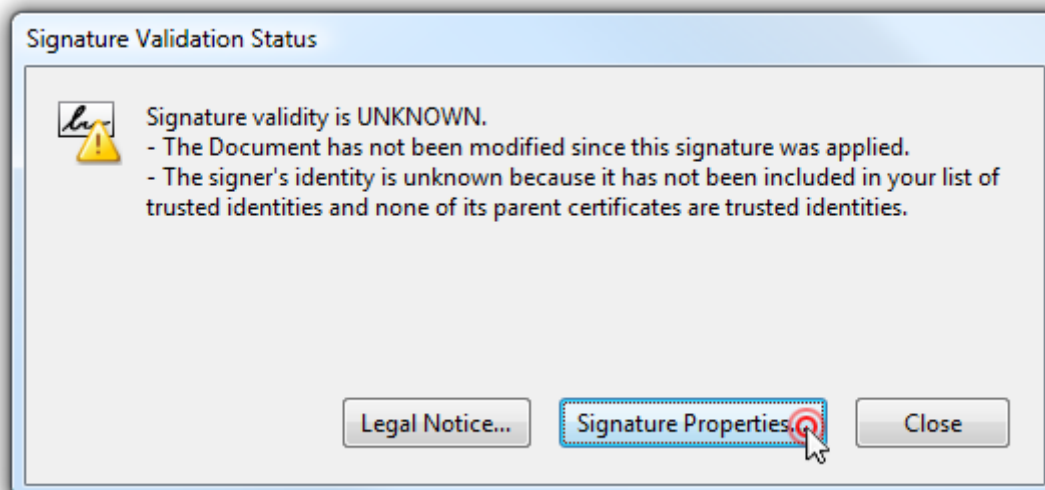 Signature Validation Status
Signature validity is UNKNOWN.
- The Document has not been modified since this signature was applied.
- The signer's identity is unknown because it has not been included in your list of
trusted identities and none of its parent certificates are trusted identities.
Legal Notice... Signature Properties... Close